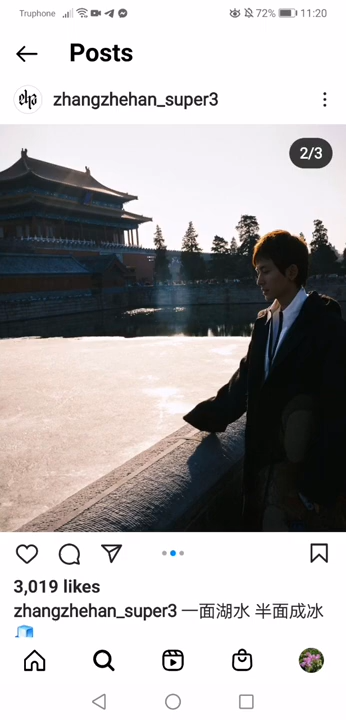 Truphone 72% 11:20
Posts
zhangzhehan_super3
2/3
3,019 likes
zhangzhehan_super3 一面湖水 半面成冰